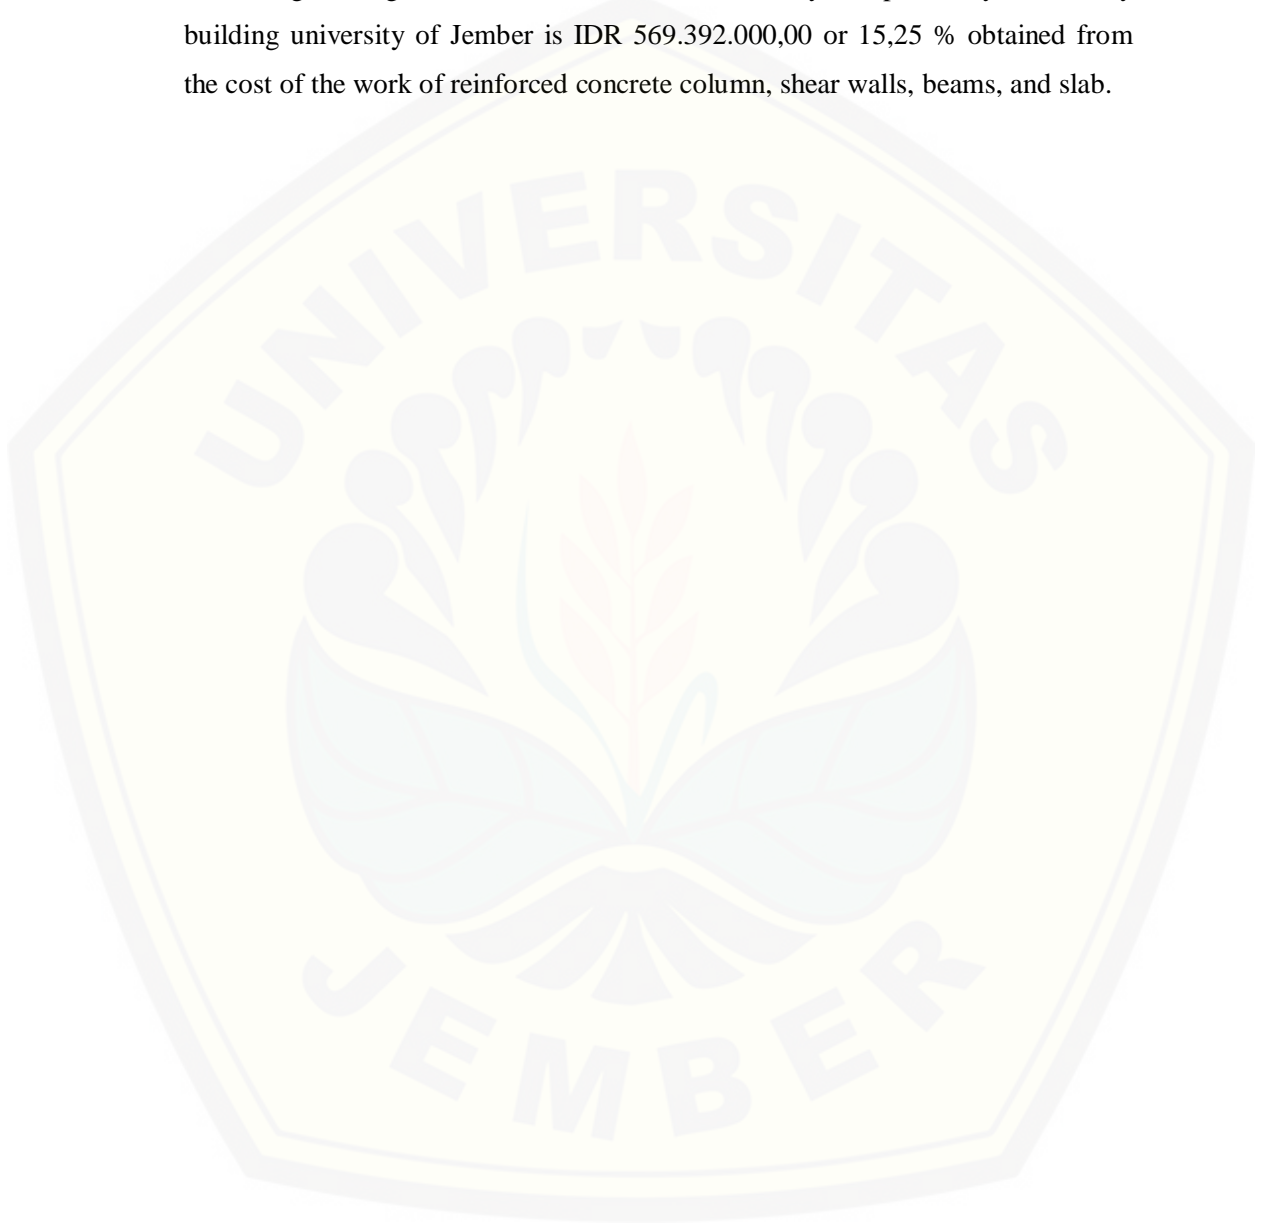 building university of Jember is IDR 569.392.000,00 or 15,25 % obtained from
the cost of the work of reinforced concrete column, shear walls, beams, and slab.
UNIVERSITAS
JEMBER